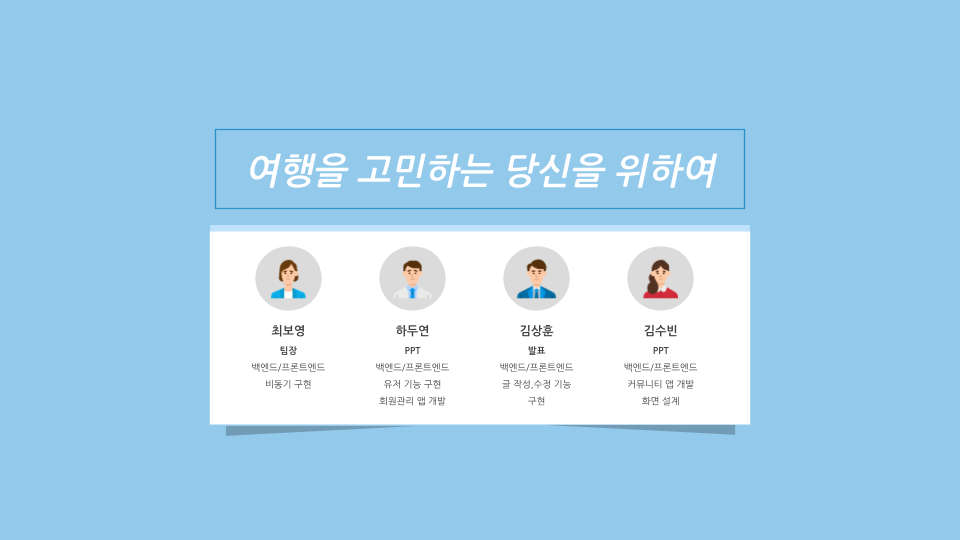 여행을 고민하는 당신을 위하여
최보영
팀장
백엔드/프론트엔드
비동기 구현
하두연
PPT
백엔드/프론트엔드
유저 기능 구현
회원관리 앱 개발
김상훈
발표
백엔드/프론트엔드
글 작성,수정 기능
구현
김수빈
PPT
백엔드/프론트엔드
커뮤니티 앱 개발
화면 설계